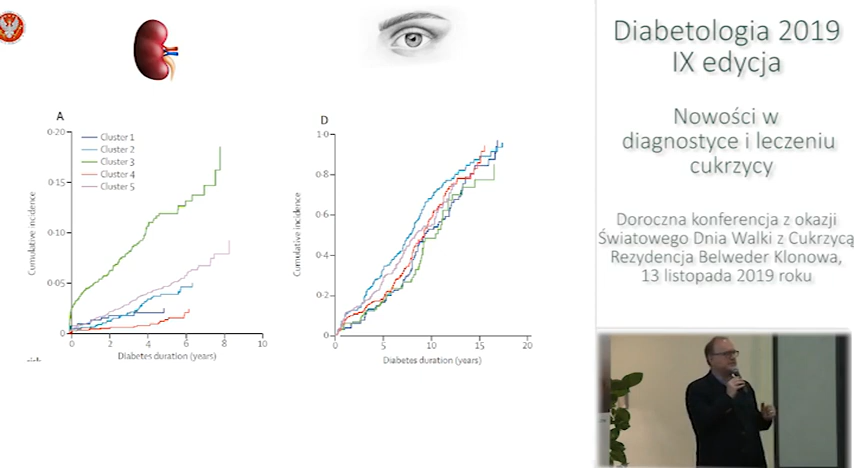 A
0·20
0·15
0·10
0·05
0
Cumulative incidence
Cluster 1
Cluster 2
Cluster 3
Cluster 4
Cluster 5
0 2 4 6 8 10
Diabetes duration (years)
D
1·0
0·8
0·6
0·4
0·2
0
Cumulative incidence
0 5 10 15 20
Diabetes duration (years)
Diabetologia 2019
IX edycja
Nowości w
diagnostyce i leczeniu
cukrzycy
Doroczna konferencja z okazji
Światowego Dnia Walki z Cukrzycą
Rezydencja Belweder Klonowa,
13 listopada 2019 roku